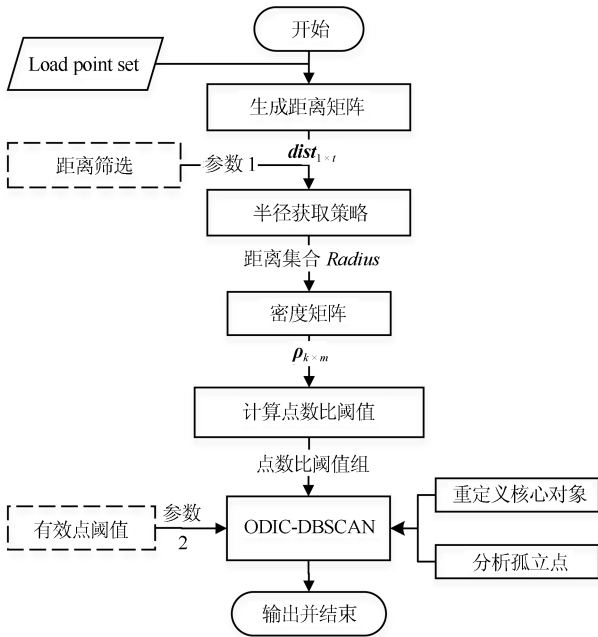 开始
Load point set
生成距离矩阵
dist1×t
距离筛选
参数 1
半径获取策略
距离集合 Radius
密度矩阵
ρk×m
计算点数比阈值
点数比阈值组
重定义核心对象
有效点阈值
参数
2
ODIC-DBSCAN
分析孤立点
输出并结束